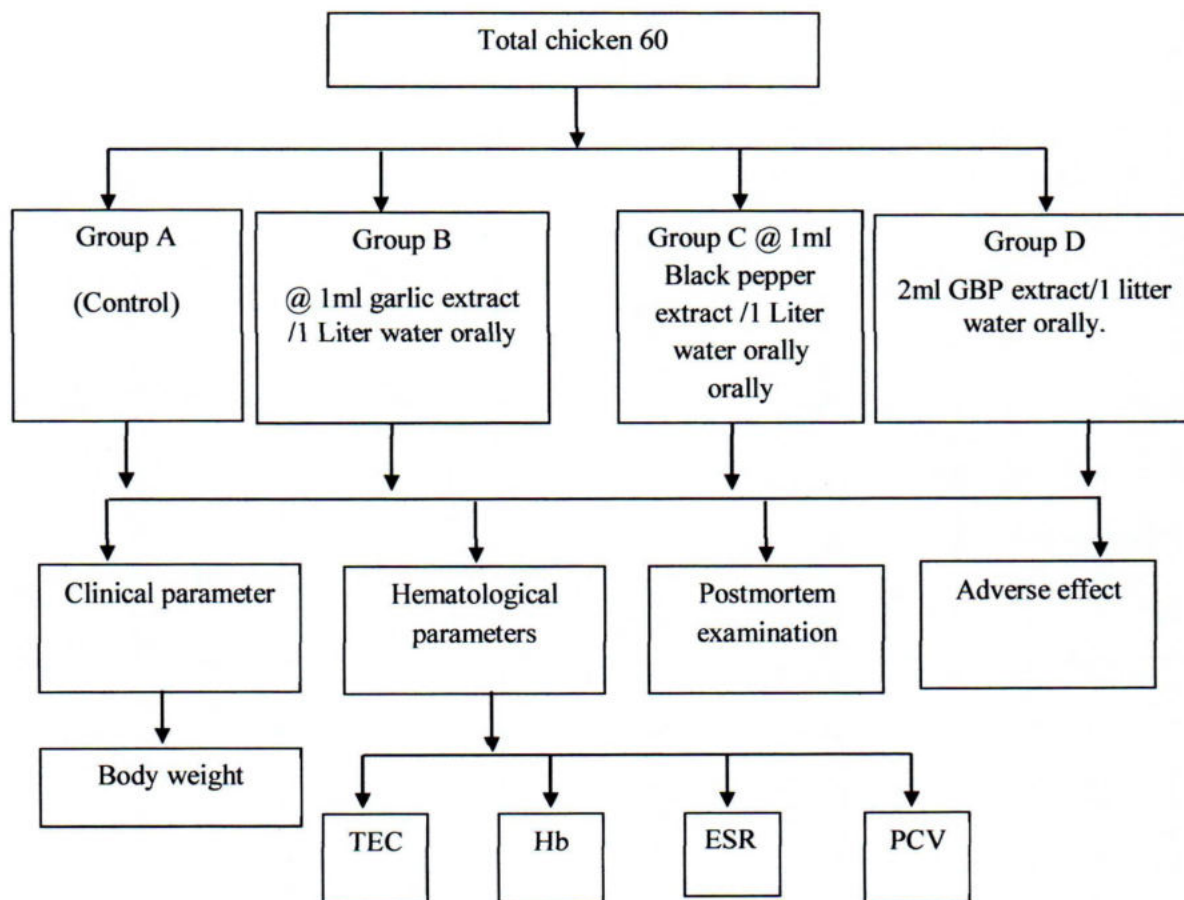 Total chicken 60
Group A
(Control)
Group B
@ 1ml garlic extract
/1 Liter water orally
Group C @ 1ml
Black pepper
extract /1 Liter
water orally
orally
Group D
2ml GBP extract/1 litter
water orally.
Clinical parameter
Hematological
parameters
Postmortem
examination
Adverse effect
Body weight
TEC
Hb
ESR
PCV